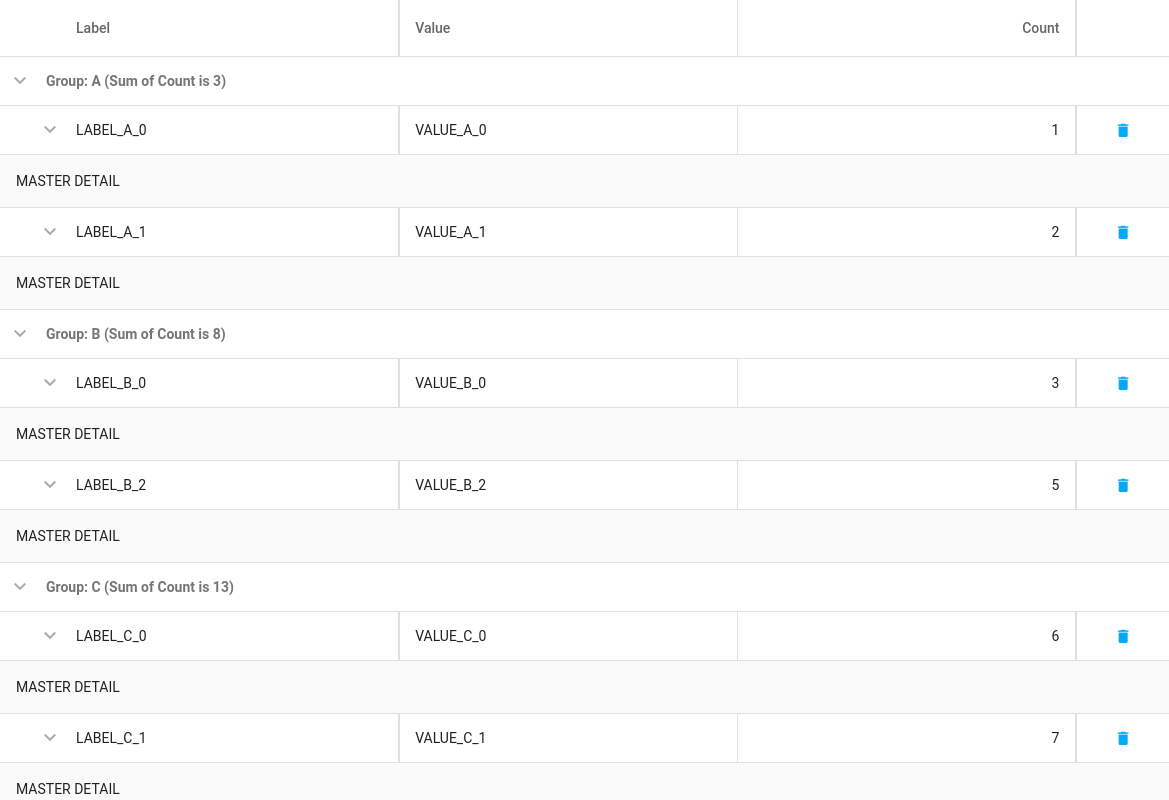 Label Value Count
Group: A (Sum of Count is 3)
LABEL_A_0 VALUE_A_0 1
MASTER DETAIL
LABEL_A_1 VALUE_A_1 2
MASTER DETAIL
Group: B (Sum of Count is 8)
LABEL_B_0 VALUE_B_0 3
MASTER DETAIL
LABEL_B_2 VALUE_B_2 5
MASTER DETAIL
Group: C (Sum of Count is 13)
LABEL_C_0 VALUE_C_0 6
MASTER DETAIL
LABEL_C_1 VALUE_C_1 7
MASTER DETAIL